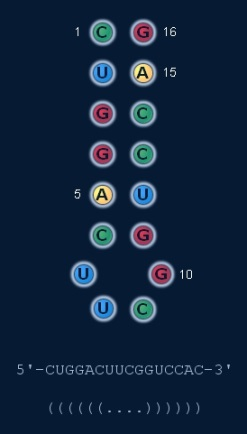 1 C G 16
U A 15
G C
G C
5 A U
C G
U G 10
U C
5'-CUGGACUUCGGUCCAC-3'
((((((....))))))